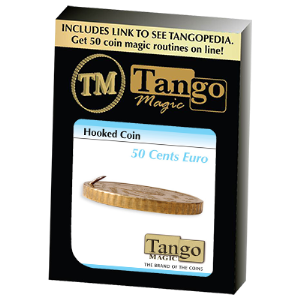 INCLUDES LINK TO SEE TANGOPEDIA.
Get 50 coin magic routines on line!
TM Tango
Magic
Hooked Coin
50 Cents Euro
Tango
MAGIC
THE BRAND OF THE COINS